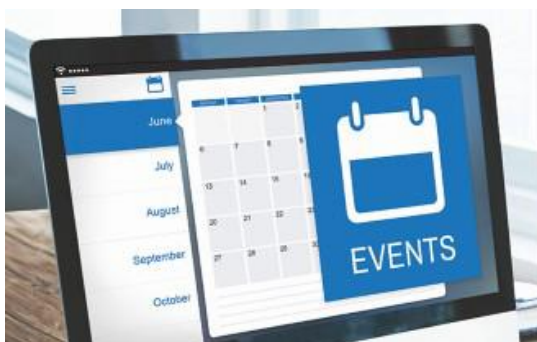 June
July
August
September
October
1 2
6 7 8 9
13 14 15
20 21 22
27 28 29
EVENTS